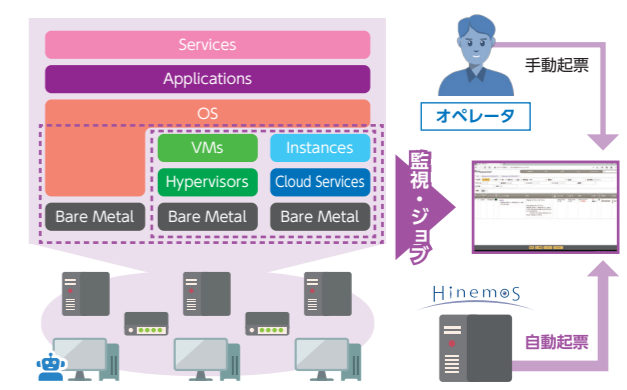 Services
Applications
OS
VMs
Instances
Hypervisors
Cloud Services
Bare Metal
Bare Metal
Bare Metal
監視・ジョブ
オペレータ
手動起票
Hinemos
自動起票